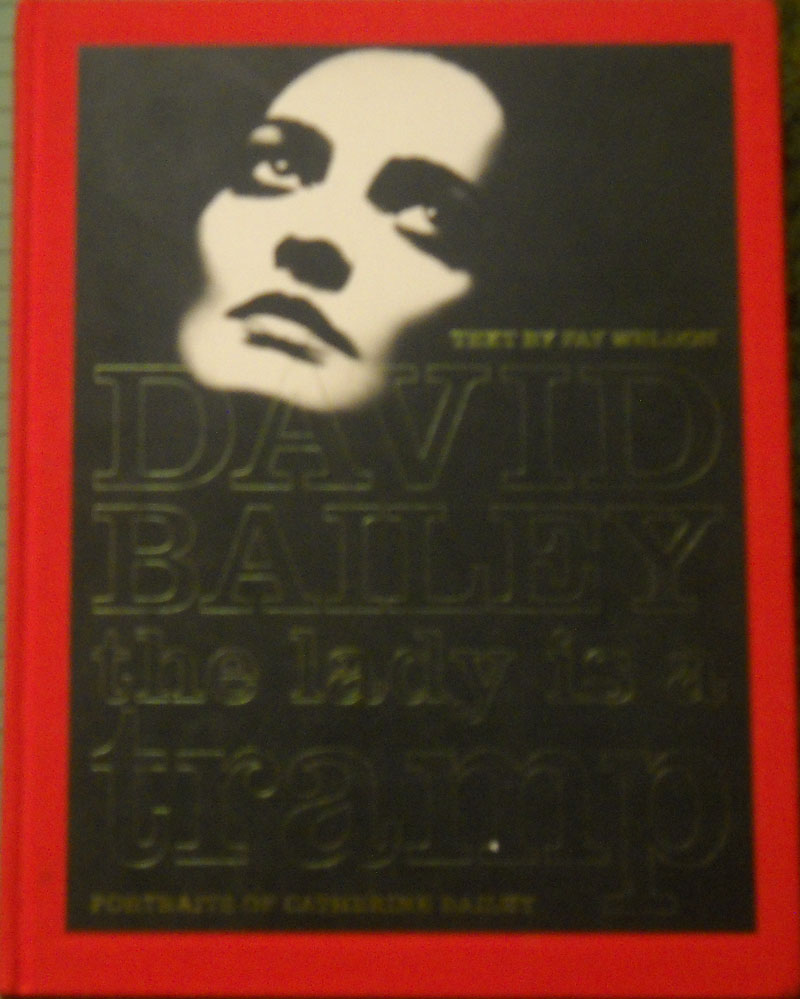 TEXT BY FAY WELDON
DAVID
BAILEY
the lady is a
tramp
PORTRAITS OF CATHERINE BAILEY